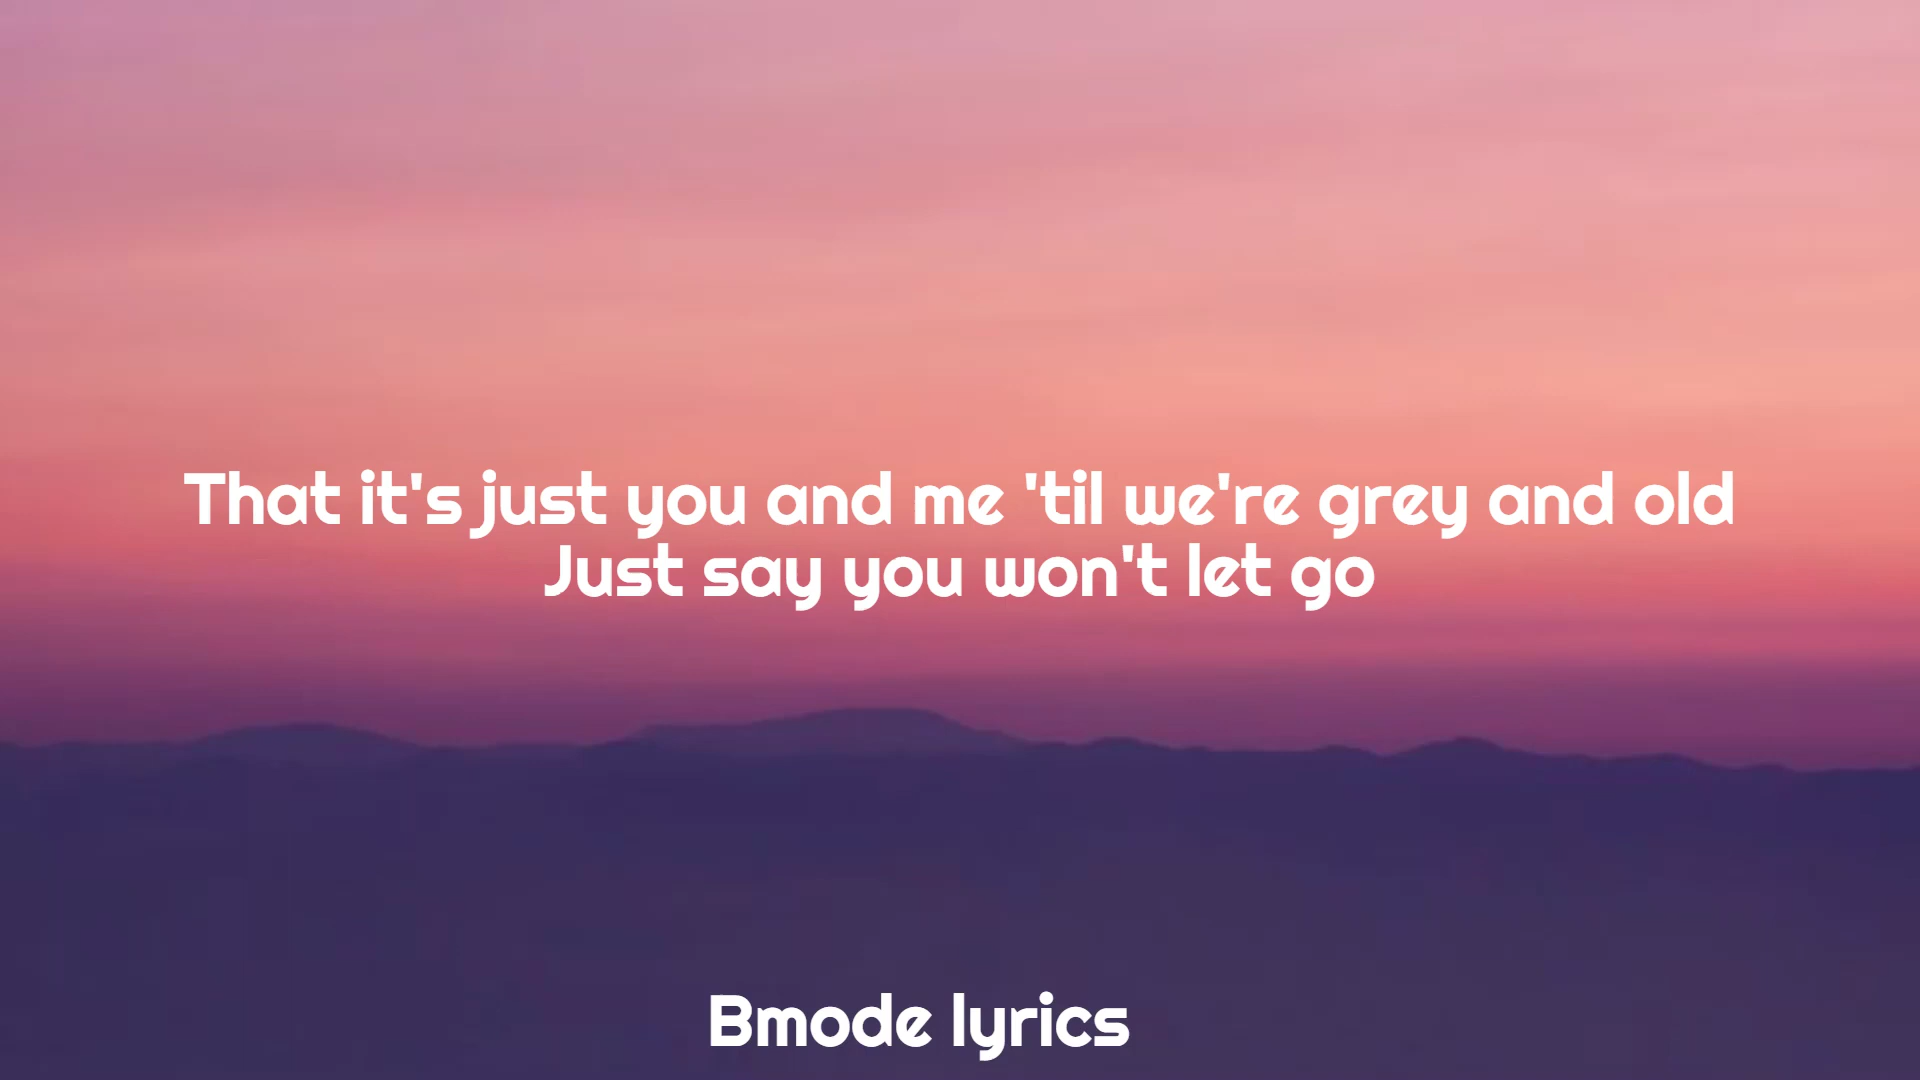 That it's just you and me 'til we're grey and old
Just say you won't let go
Bmode lyrics